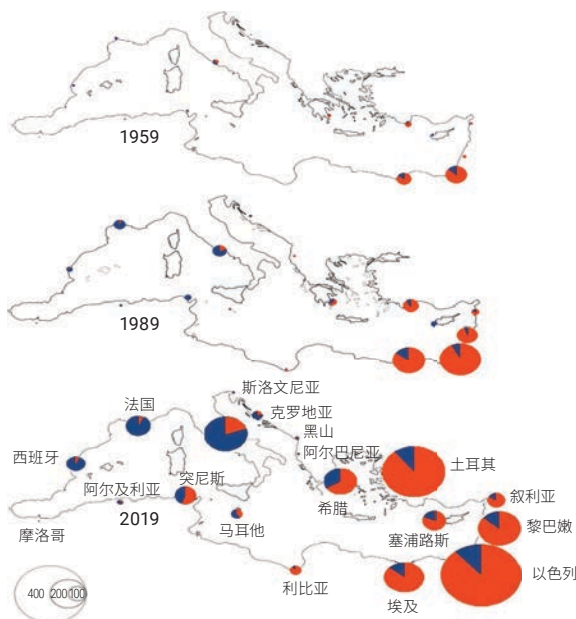 1959
1989
斯洛文尼亚
法国
克罗地亚
黑山
西班牙
阿尔巴尼亚
土耳其
阿尔及利亚
突尼斯
希腊
叙利亚
摩洛哥
2019
马耳他
塞浦路斯
黎巴嫩
利比亚
埃及
以色列
400 200 100